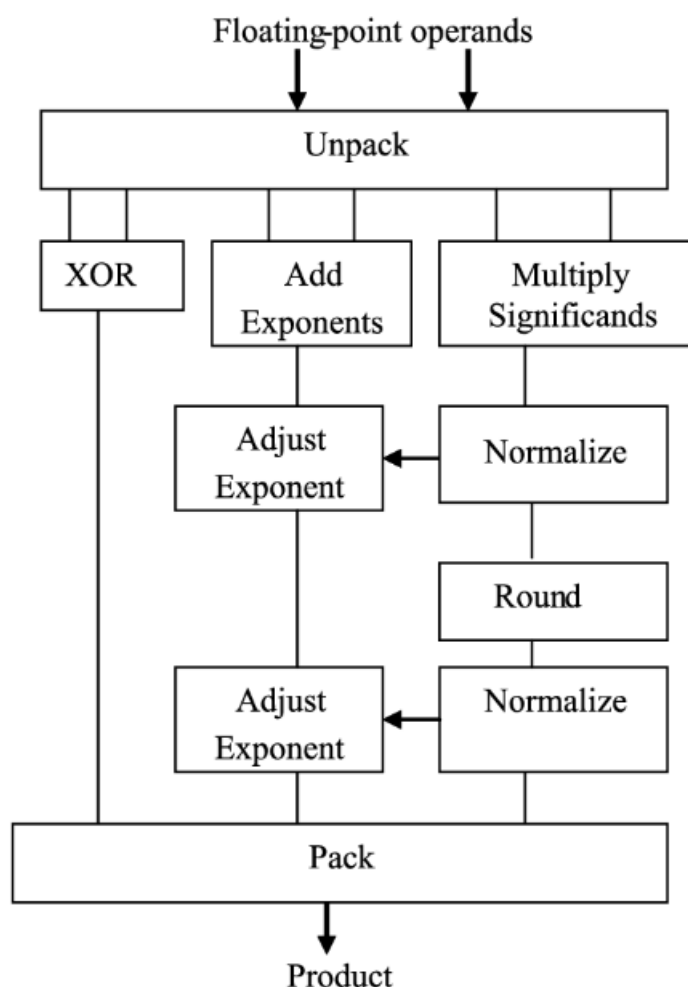 Floating-point operands
Unpack
XOR
Add
Exponents
Multiply
Significands
Adjust
Exponent
Normalize
Round
Adjust
Exponent
Normalize
Pack
Product